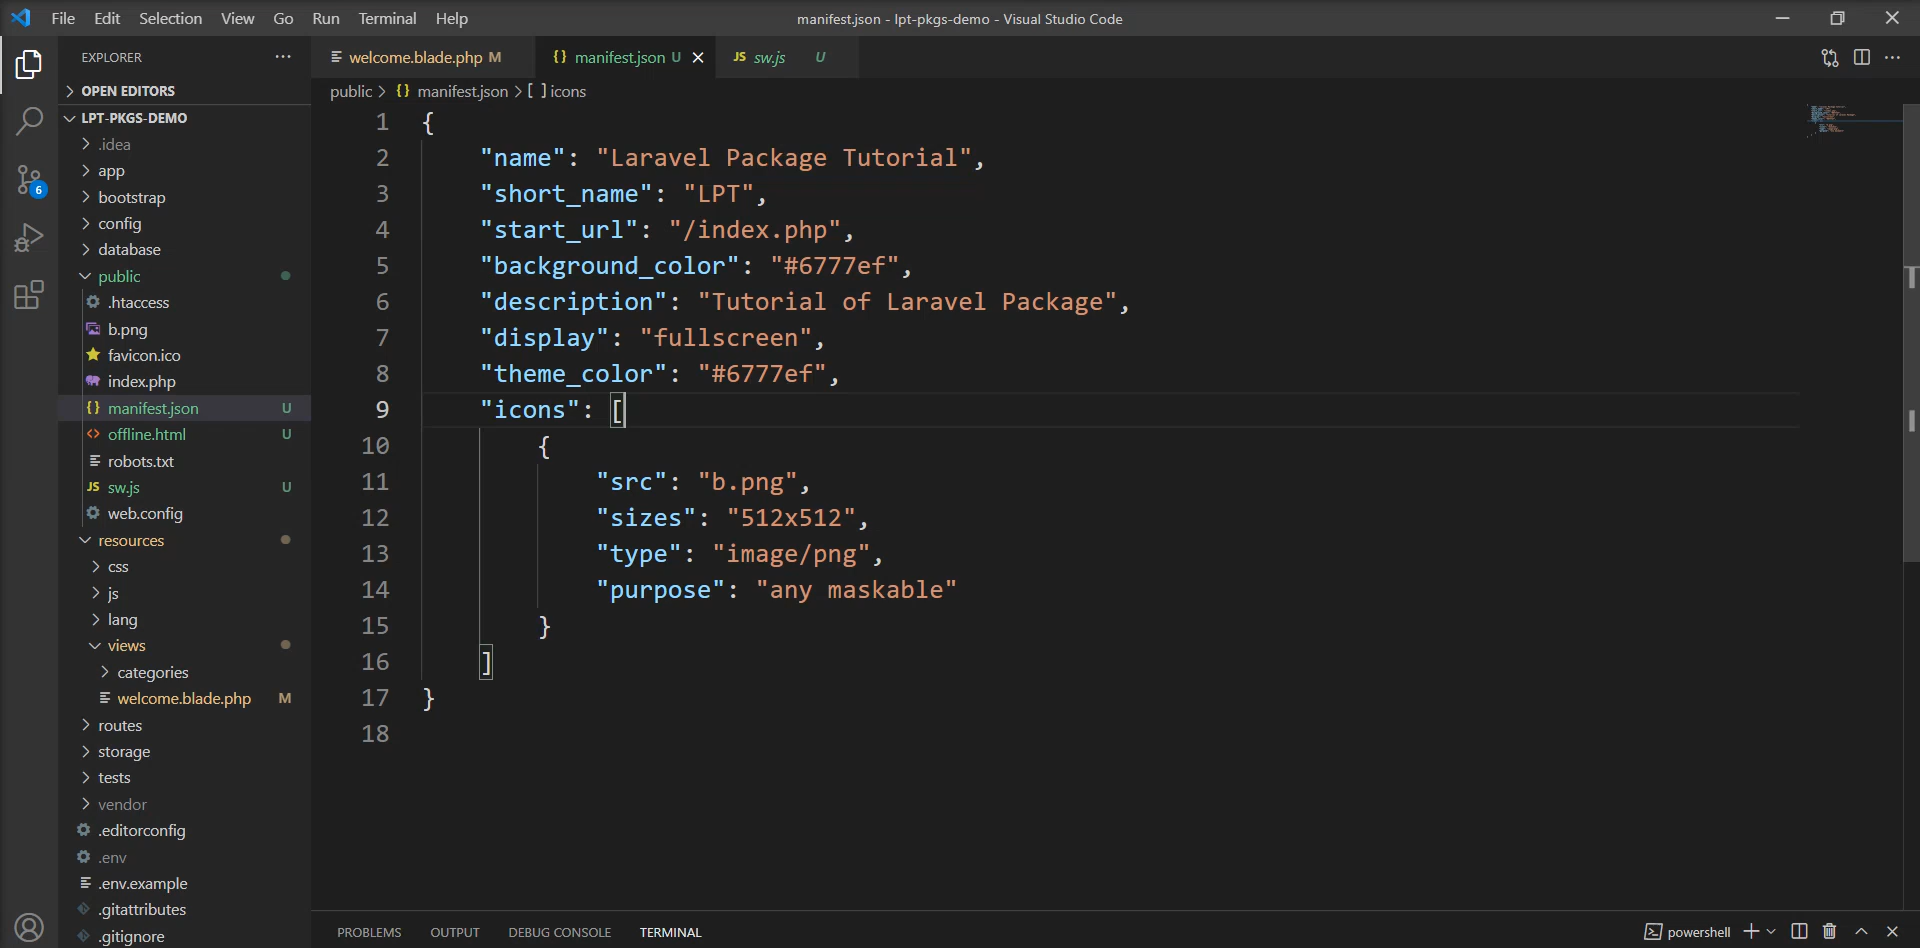 File Edit Selection View Go Run Terminal Help
manifest.json - lpt-pkgs-demo - Visual Studio Code
EXPLORER
OPEN EDITORS
LPT-PKGS-DEMO
.idea
app
bootstrap
config
database
public
.htaccess
b.png
favicon.ico
index.php
{} manifest.json U
<> offline.html U
robots.txt
JS sw.js U
web.config
resources
css
js
lang
views
categories
welcome.blade.php M
routes
storage
tests
vendor
.editorconfig
.env
.env.example
.gitattributes
.gitignore
6
welcome.blade.php M
{} manifest.json U
JS sw.js U
public > {} manifest.json > [ ] icons
1 {
2 "name": "Laravel Package Tutorial",
3 "short_name": "LPT",
4 "start_url": "/index.php",
5 "background_color": "#6777ef",
6 "description": "Tutorial of Laravel Package",
7 "display": "fullscreen",
8 "theme_color": "#6777ef",
9 "icons": [
10 {
11 "src": "b.png",
12 "sizes": "512x512",
13 "type": "image/png",
14 "purpose": "any maskable"
15 }
16 ]
17 }
18
PROBLEMS OUTPUT DEBUG CONSOLE TERMINAL
powershell